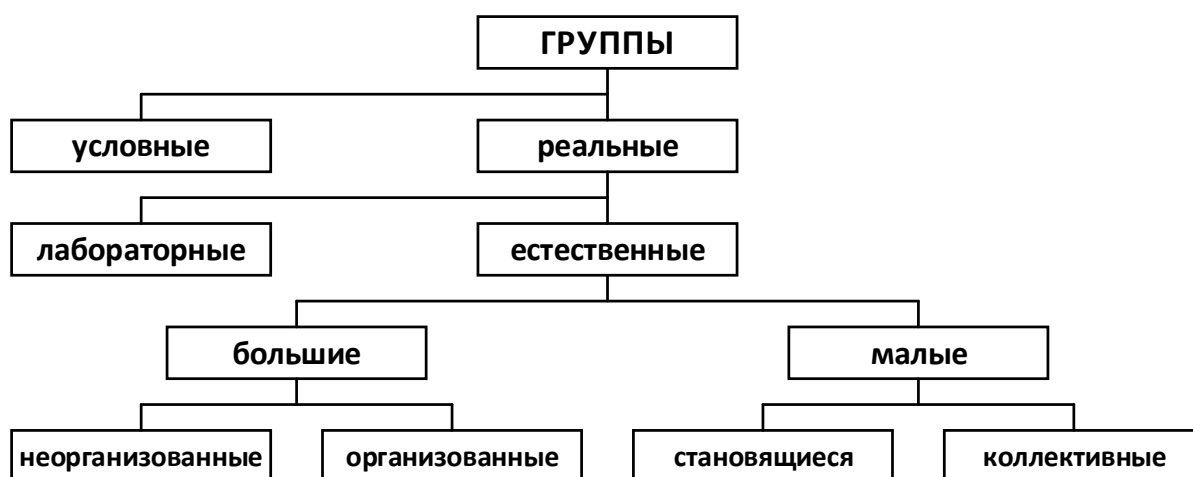 ГРУППЫ
условные
реальные
лабораторные
естественные
большие
малые
неорганизованные
организованные
становящиеся
коллективные